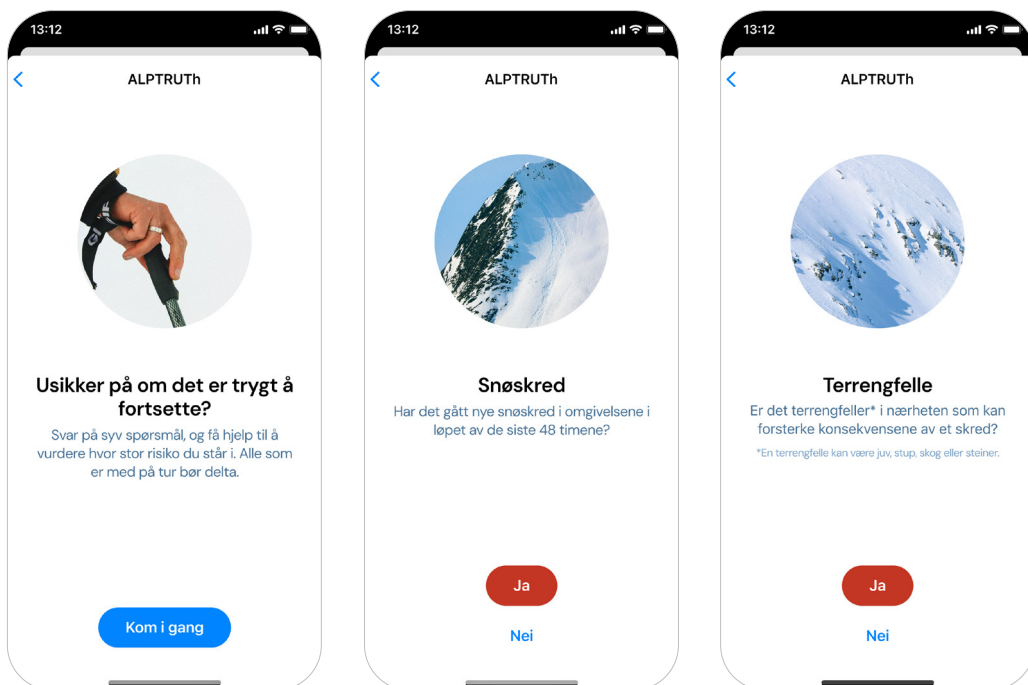 13:12
ALPTRUTh
Usikker på om det er trygt å
fortsette?
Svar på syv spørsmål, og få hjelp til å
vurdere hvor stor risiko du står i. Alle som
er med på tur bør delta.
Kom i gang
13:12
ALPTRUTh
Snøskred
Har det gått nye snøskred i omgivelsene i
løpet av de siste 48 timene?
Ja
Nei
13:12
ALPTRUTh
Terrengfelle
Er det terrengfeller* i nærheten som kan
forsterke konsekvensene av et skred?
*En terrengfelle kan være juv, stup, skog eller steiner.
Ja
Nei